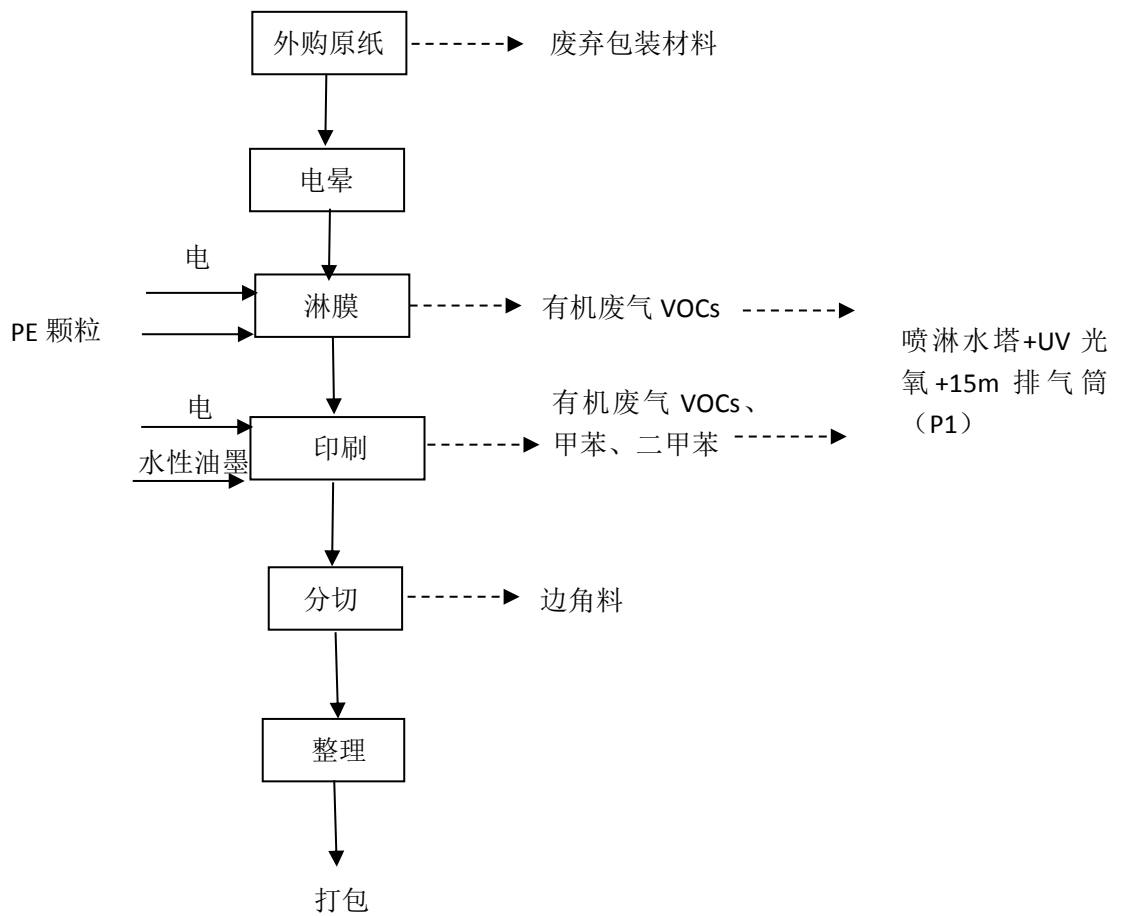 外购原纸
废弃包装材料
电晕
电
淋膜
有机废气 VOCs
PE 颗粒
喷淋水塔+UV 光
氧+15m 排气筒
（P1）
电
水性油墨
印刷
有机废气 VOCs、
甲苯、二甲苯
分切
边角料
整理
打包